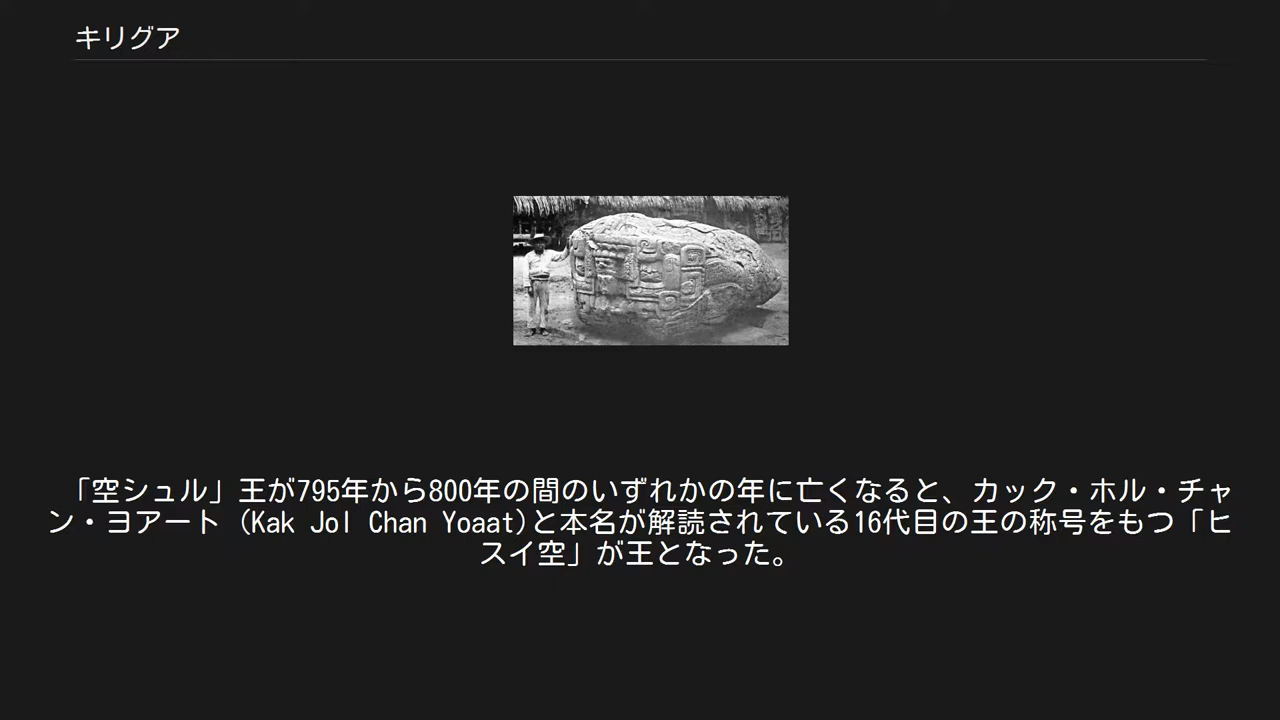 キリグア
「空シュル」王が795年から800年の間のいずれかの年に亡くなると、カック・ホル・チャ
ン・ヨアート (Kak Jol Chan Yoaat)と本名が解読されている16代目の王の称号をもつ「ヒ
スイ空」が王となった。